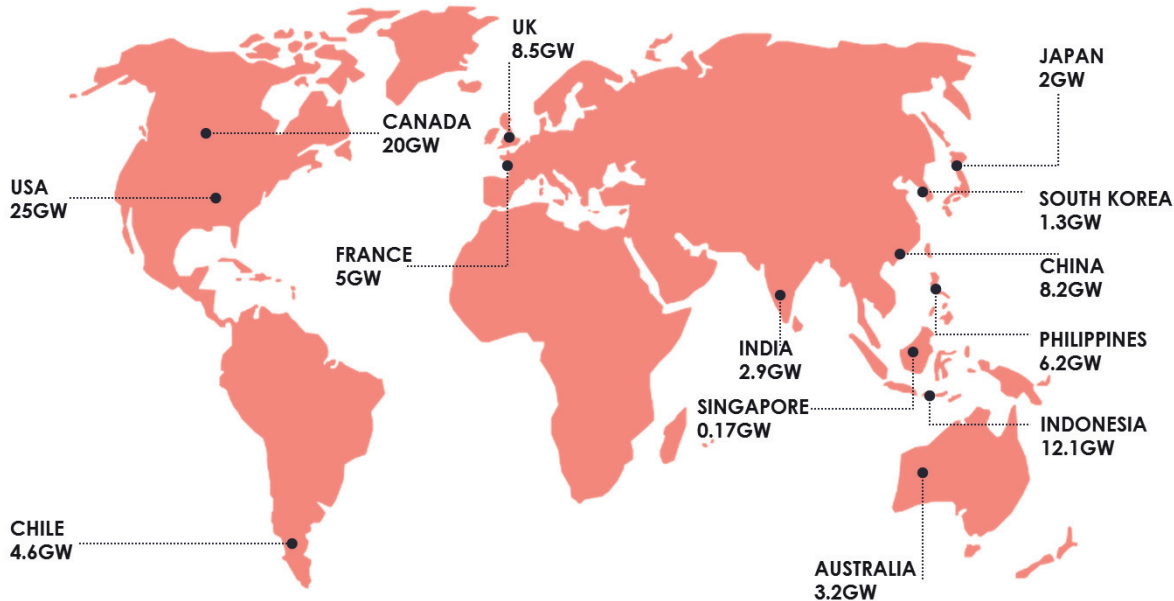 UK
8.5GW
JAPAN
2GW
CANADA
20GW
USA
25GW
SOUTH KOREA
1.3GW
FRANCE
5GW
CHINA
8.2GW
INDIA
2.9GW
PHILIPPINES
6.2GW
SINGAPORE
0.17GW
INDONESIA
12.1GW
CHILE
4.6GW
AUSTRALIA
3.2GW